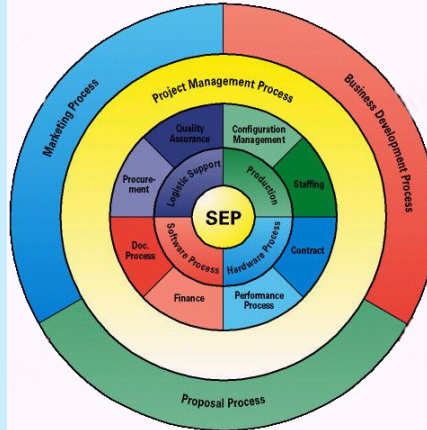 Marketing Process
Business Development Process
Project Management Process
Quality
Assurance
Configuration
Management
Procure-
ment
Logistic Support
Production
Staffing
SEP
Doc.
Process
Software Process
Hardware Process
Contract
Finance
Performance
Process
Proposal Process